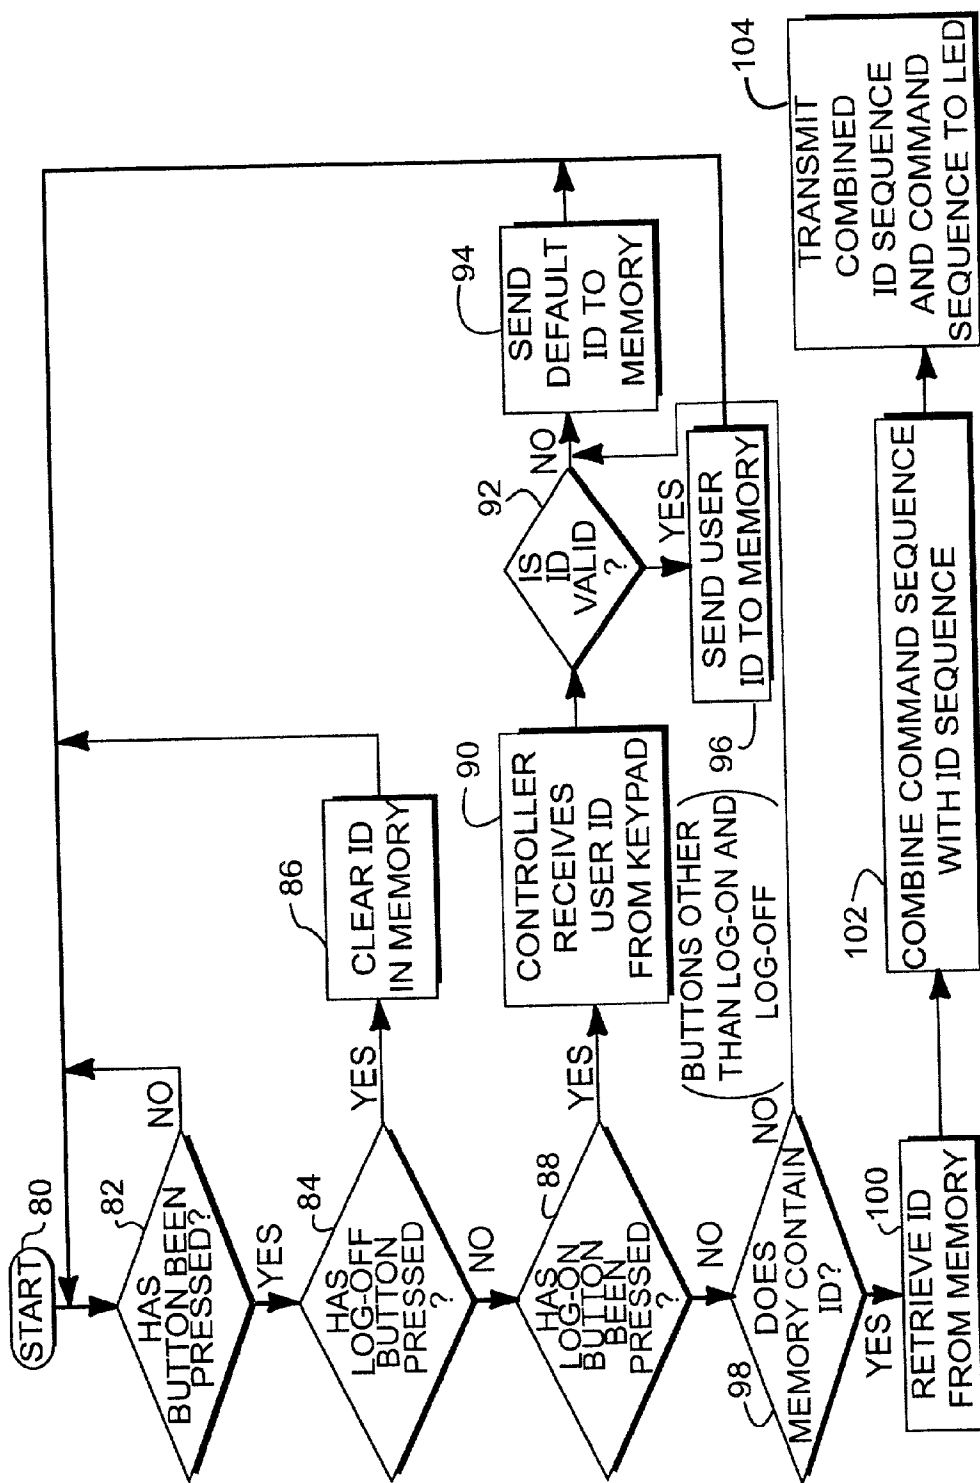 START
80
HAS
BUTTON BEEN
PRESSED?
82
NO
YES
HAS
LOG-OFF
BUTTON
PRESSED
?
84
YES
CLEAR ID
IN MEMORY
86
NO
HAS
LOG-ON
BUTTON
BEEN
PRESSED
?
88
YES
CONTROLLER
RECEIVES
USER ID
FROM KEYPAD
90
IS
ID
VALID
?
92
NO
SEND
DEFAULT
ID TO
MEMORY
94
YES
SEND USER
ID TO MEMORY
96
NO
(BUTTONS OTHER
THAN LOG-ON AND
LOG-OFF)
DOES
MEMORY CONTAIN
ID?
98
NO
YES
RETRIEVE ID
FROM MEMORY
100
COMBINE COMMAND SEQUENCE
WITH ID SEQUENCE
102
TRANSMIT
COMBINED
ID SEQUENCE
AND COMMAND
SEQUENCE TO LED
104